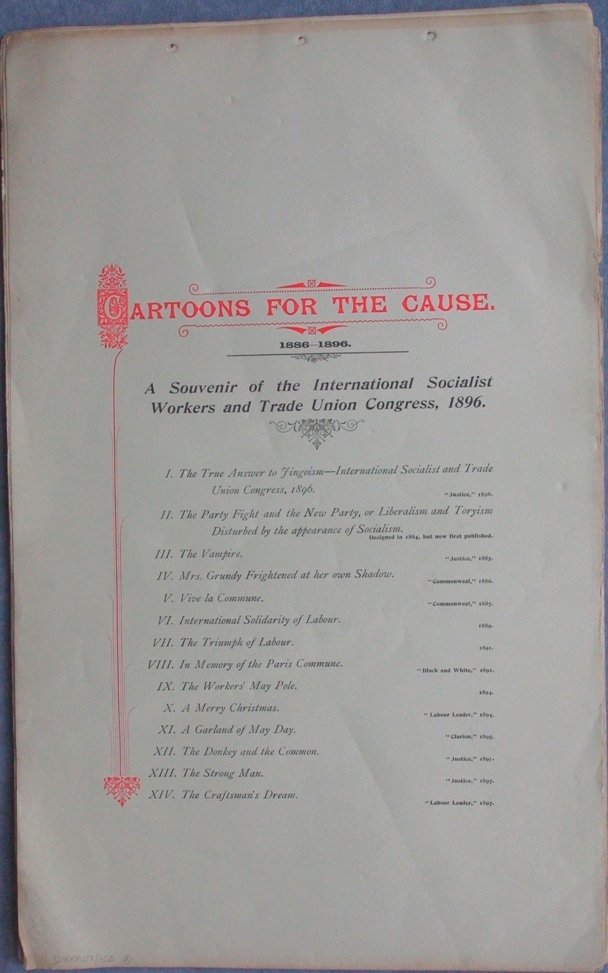 CARTOONS FOR THE CAUSE.
1886–1896.
A Souvenir of the International Socialist
Workers and Trade Union Congress, 1896.
I. The True Answer to Jingoism—International Socialist and Trade
Union Congress, 1896. "Justice," 1896.
II. The Party Fight and the New Party, or Liberalism and Toryism
Disturbed by the appearance of Socialism. Designed in 1884, but now first published.
III. The Vampire. "Justice," 1885.
IV. Mrs. Grundy Frightened at her own Shadow. "Commonweal," 1886.
V. Vive la Commune. "Commonweal," 1887.
VI. International Solidarity of Labour. 1889.
VII. The Triumph of Labour. 1891.
VIII. In Memory of the Paris Commune. "Black and White," 1891.
IX. The Workers' May Pole. 1894.
X. A Merry Christmas. "Labour Leader," 1894.
XI. A Garland of May Day. "Clarion," 1895.
XII. The Donkey and the Common. "Justice,"
XIII. The Strong Man. "Justice," 1897.
XIV. The Craftsman's Dream. "Labour Leader," 1897.